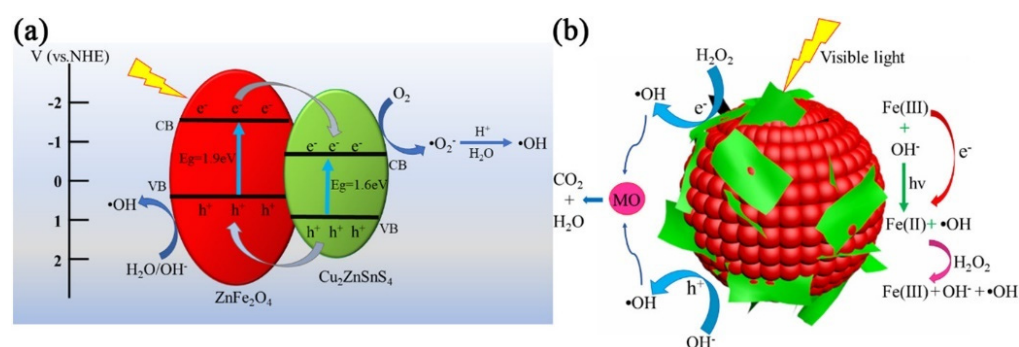 (a)
V (vs.NHE)
-2
-1
0
1
2
e⁻ e⁻ e⁻
CB
Eg=1.9eV
VB
h⁺ h⁺ h⁺
•OH
H₂O/OH⁻
ZnFe₂O₄
e⁻ e⁻ e⁻
CB
Eg=1.6eV
VB
h⁺ h⁺ h⁺
Cu₂ZnSnS₄
O₂
•O₂⁻
H⁺
H₂O
•OH
(b)
H₂O₂
Visible light
•OH
e⁻
CO₂
+
H₂O
MO
•OH
h⁺
OH⁻
Fe(III)
+
OH⁻
e⁻
hν
Fe(II)+ •OH
H₂O₂
Fe(III)+OH⁻+•OH